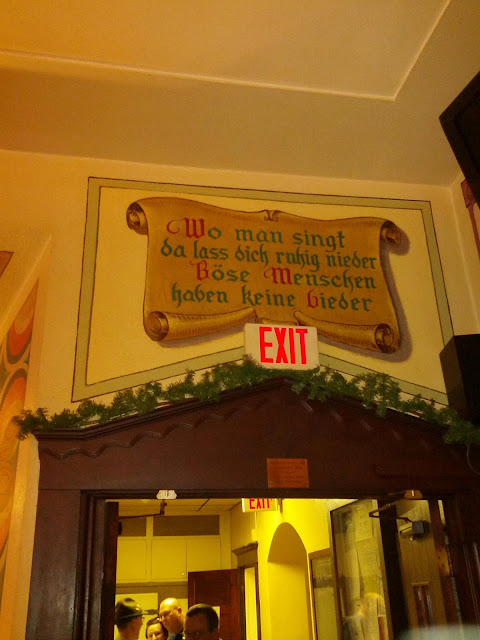 Wo man singt
da lass dich ruhig nieder
Böse Menschen
haben keine Lieder
EXIT
EXIT